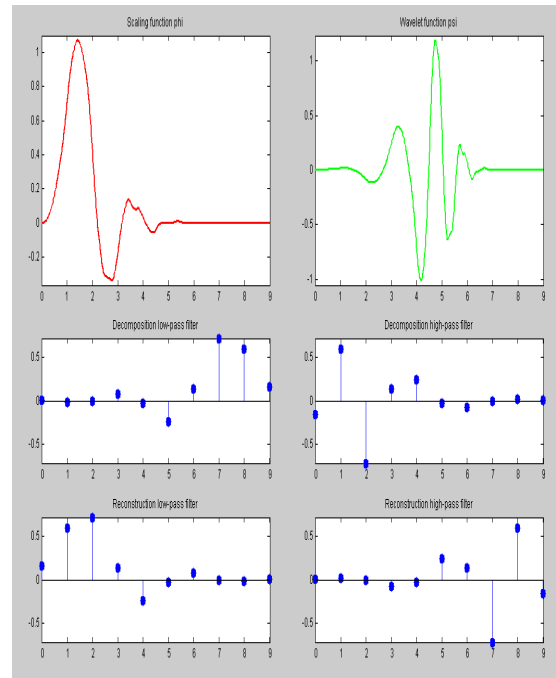 Scaling function phi
Wavelet function psi
1
0.8
0.6
0.4
0.2
0
-0.2
0 1 2 3 4 5 6 7 8 9
1
0.5
0
-0.5
-1
0 1 2 3 4 5 6 7 8 9
Decomposition low-pass filter
Decomposition high-pass filter
0.5
0
-0.5
0 1 2 3 4 5 6 7 8 9
0.5
0
-0.5
0 1 2 3 4 5 6 7 8 9
Reconstruction low-pass filter
Reconstruction high-pass filter
0.5
0
-0.5
0 1 2 3 4 5 6 7 8 9
0.5
0
-0.5
0 1 2 3 4 5 6 7 8 9